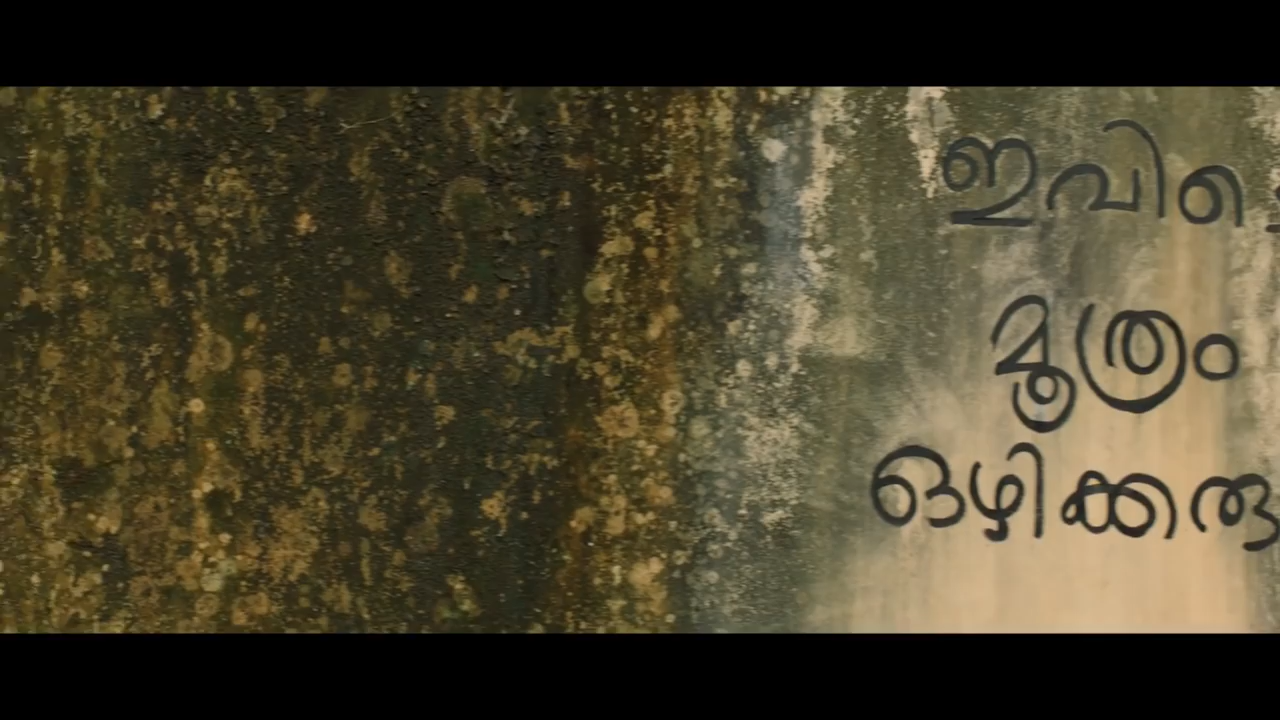 ഇവിടെ
മൂത്രം
ഒഴിക്കരു